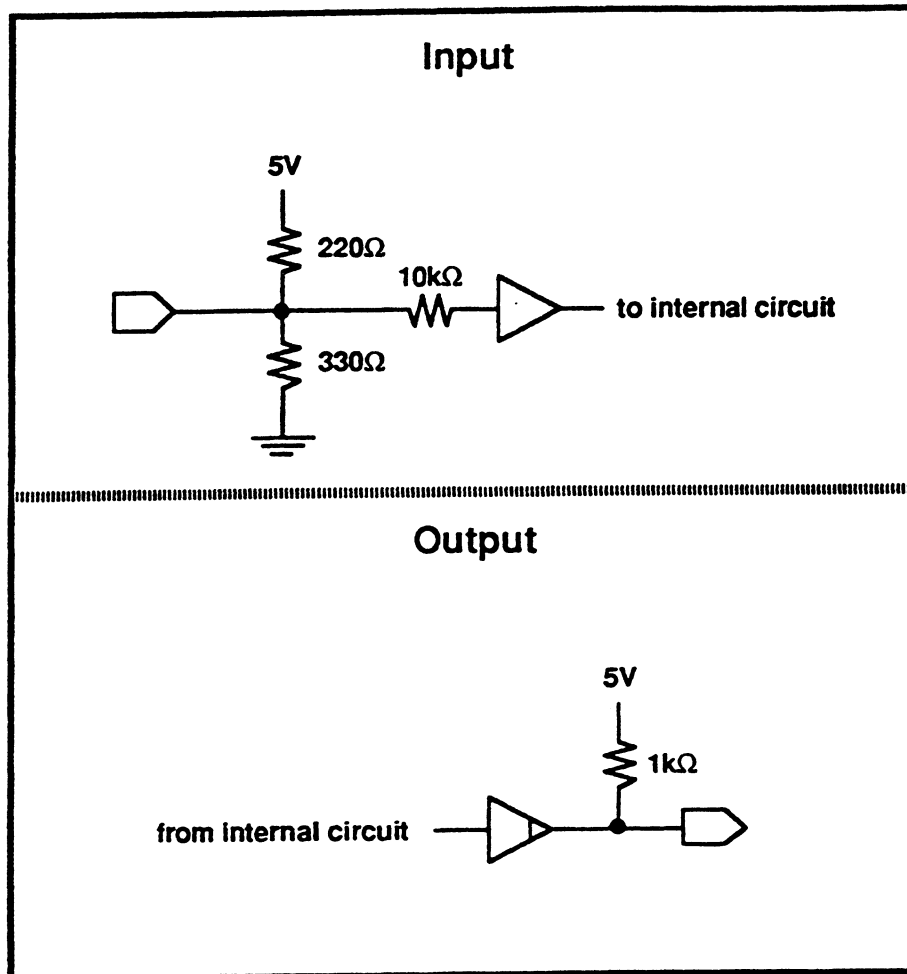 Input
5V
220Ω
10kΩ
to internal circuit
330Ω
Output
5V
1kΩ
from internal circuit